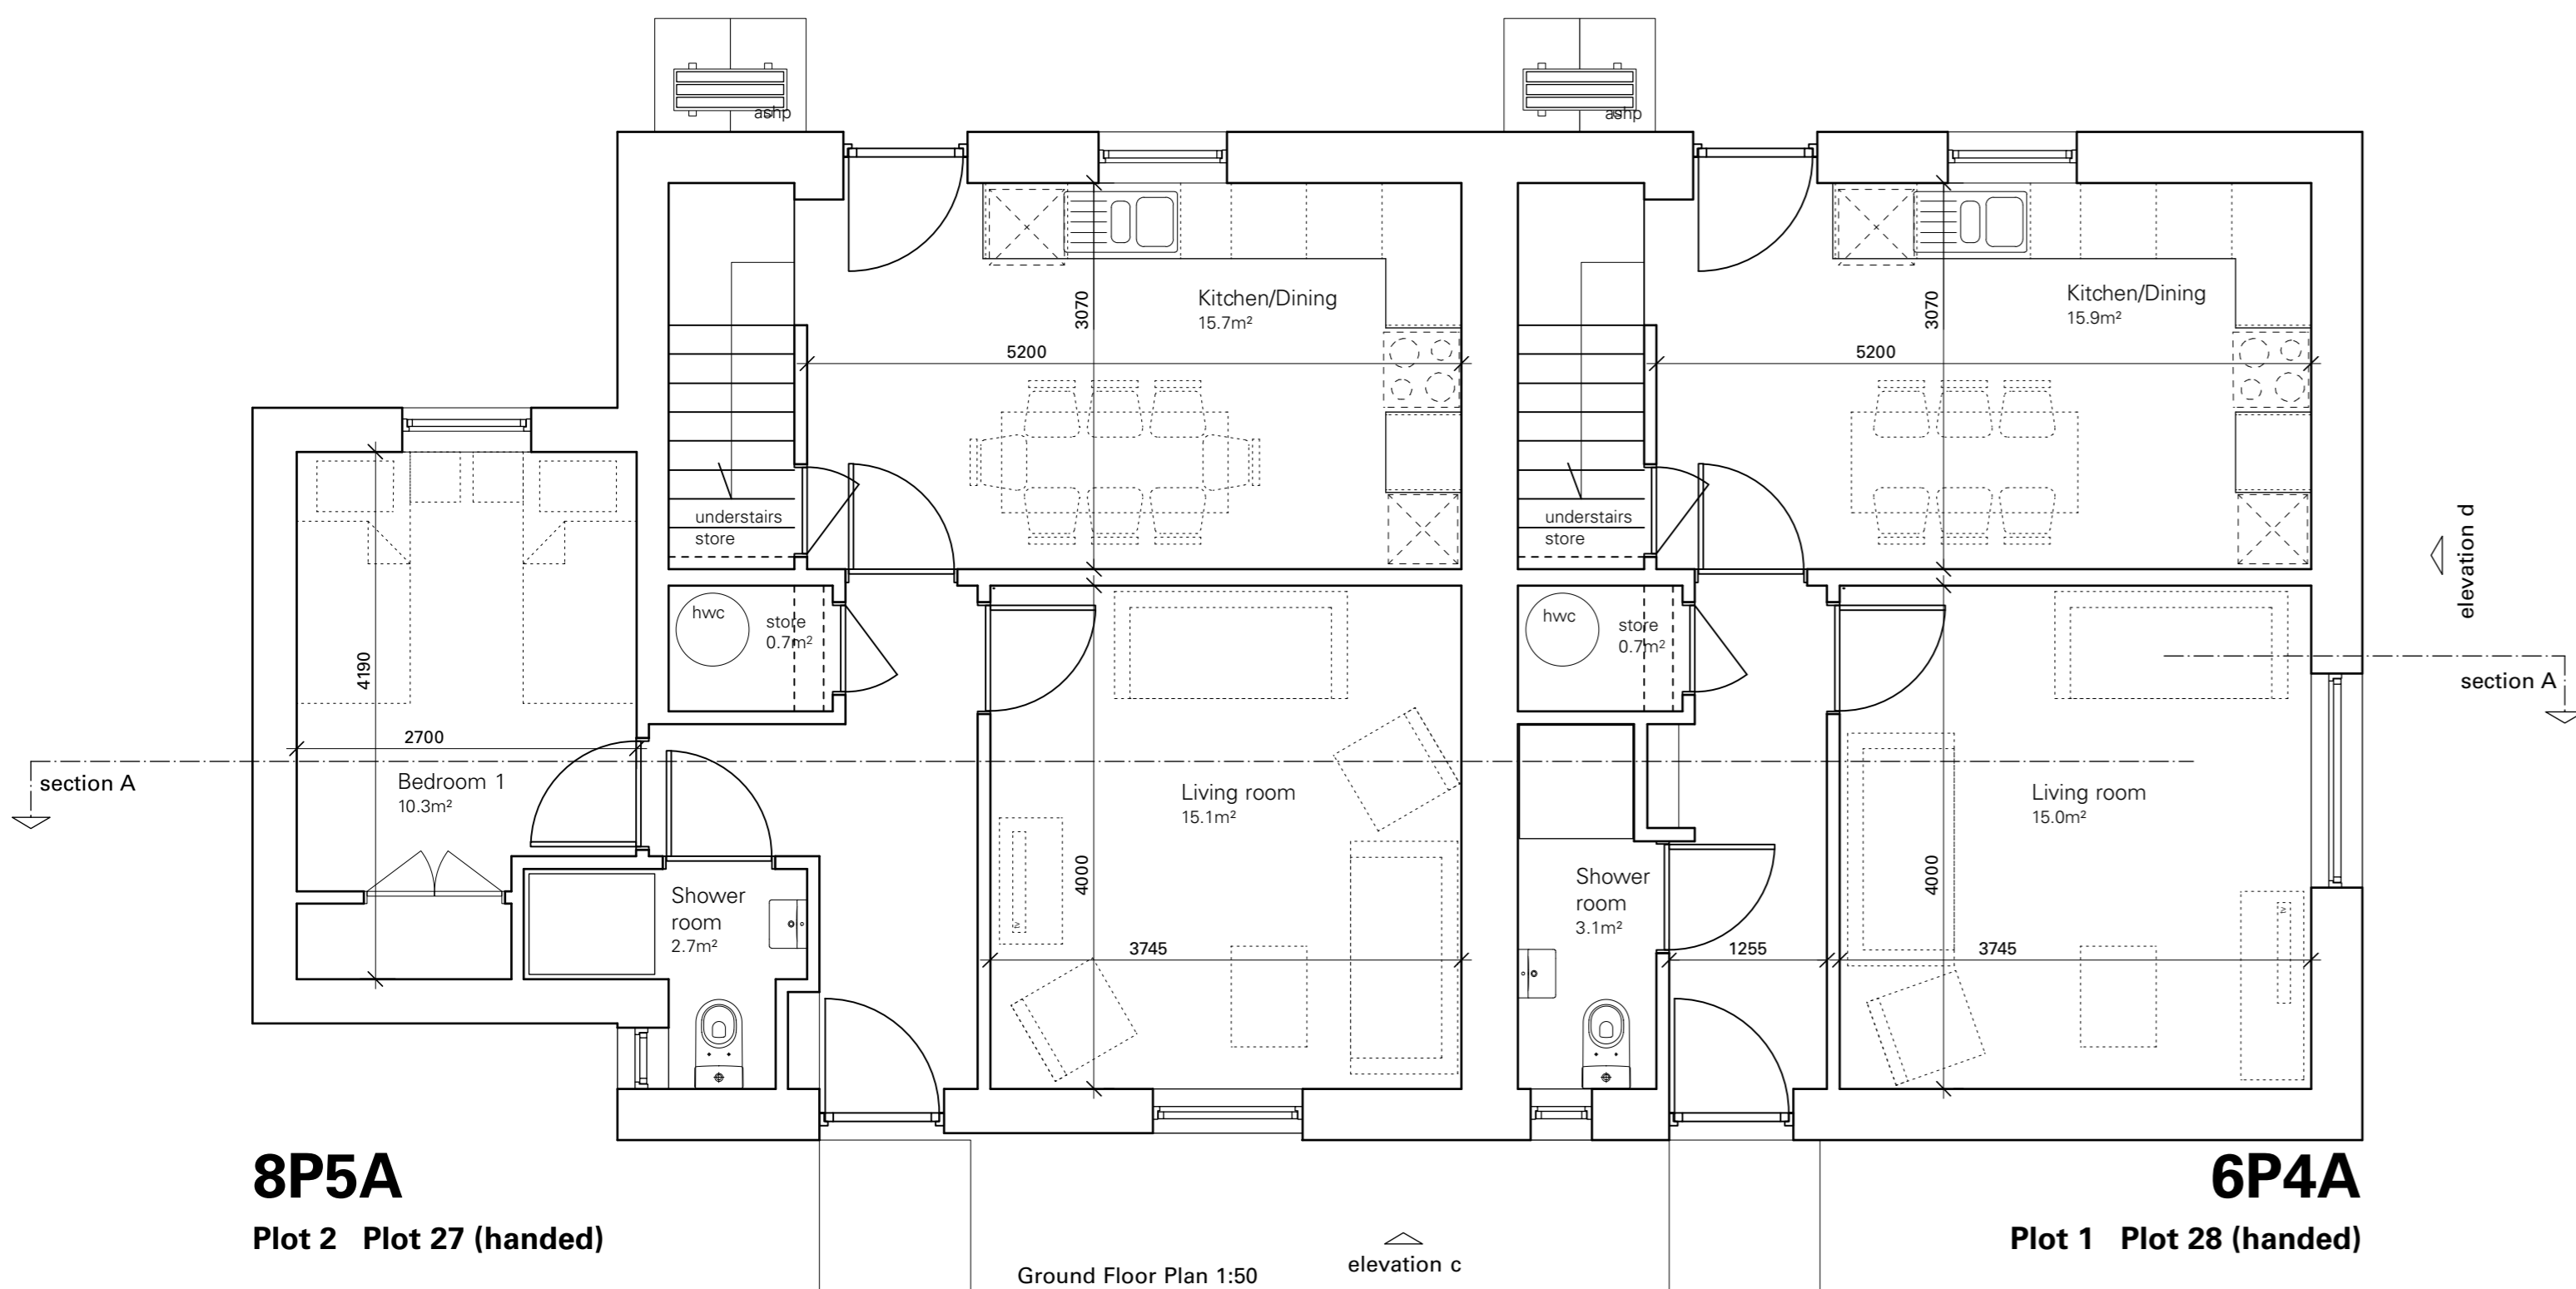 ashp
ashp
Kitchen/Dining
15.7m²
3070
5200
Kitchen/Dining
15.9m²
3070
5200
understairs
store
understairs
store
elevation d
hwc
store
0.7m²
hwc
store
0.7m²
4190
2700
section A
Bedroom 1
10.3m²
Living room
15.1m²
4000
3745
section A
Living room
15.0m²
4000
3745
1255
Shower
room
2.7m²
Shower
room
3.1m²
tv
tv
8P5A
Plot 2 Plot 27 (handed)
6P4A
Plot 1 Plot 28 (handed)
elevation c
Ground Floor Plan 1:50